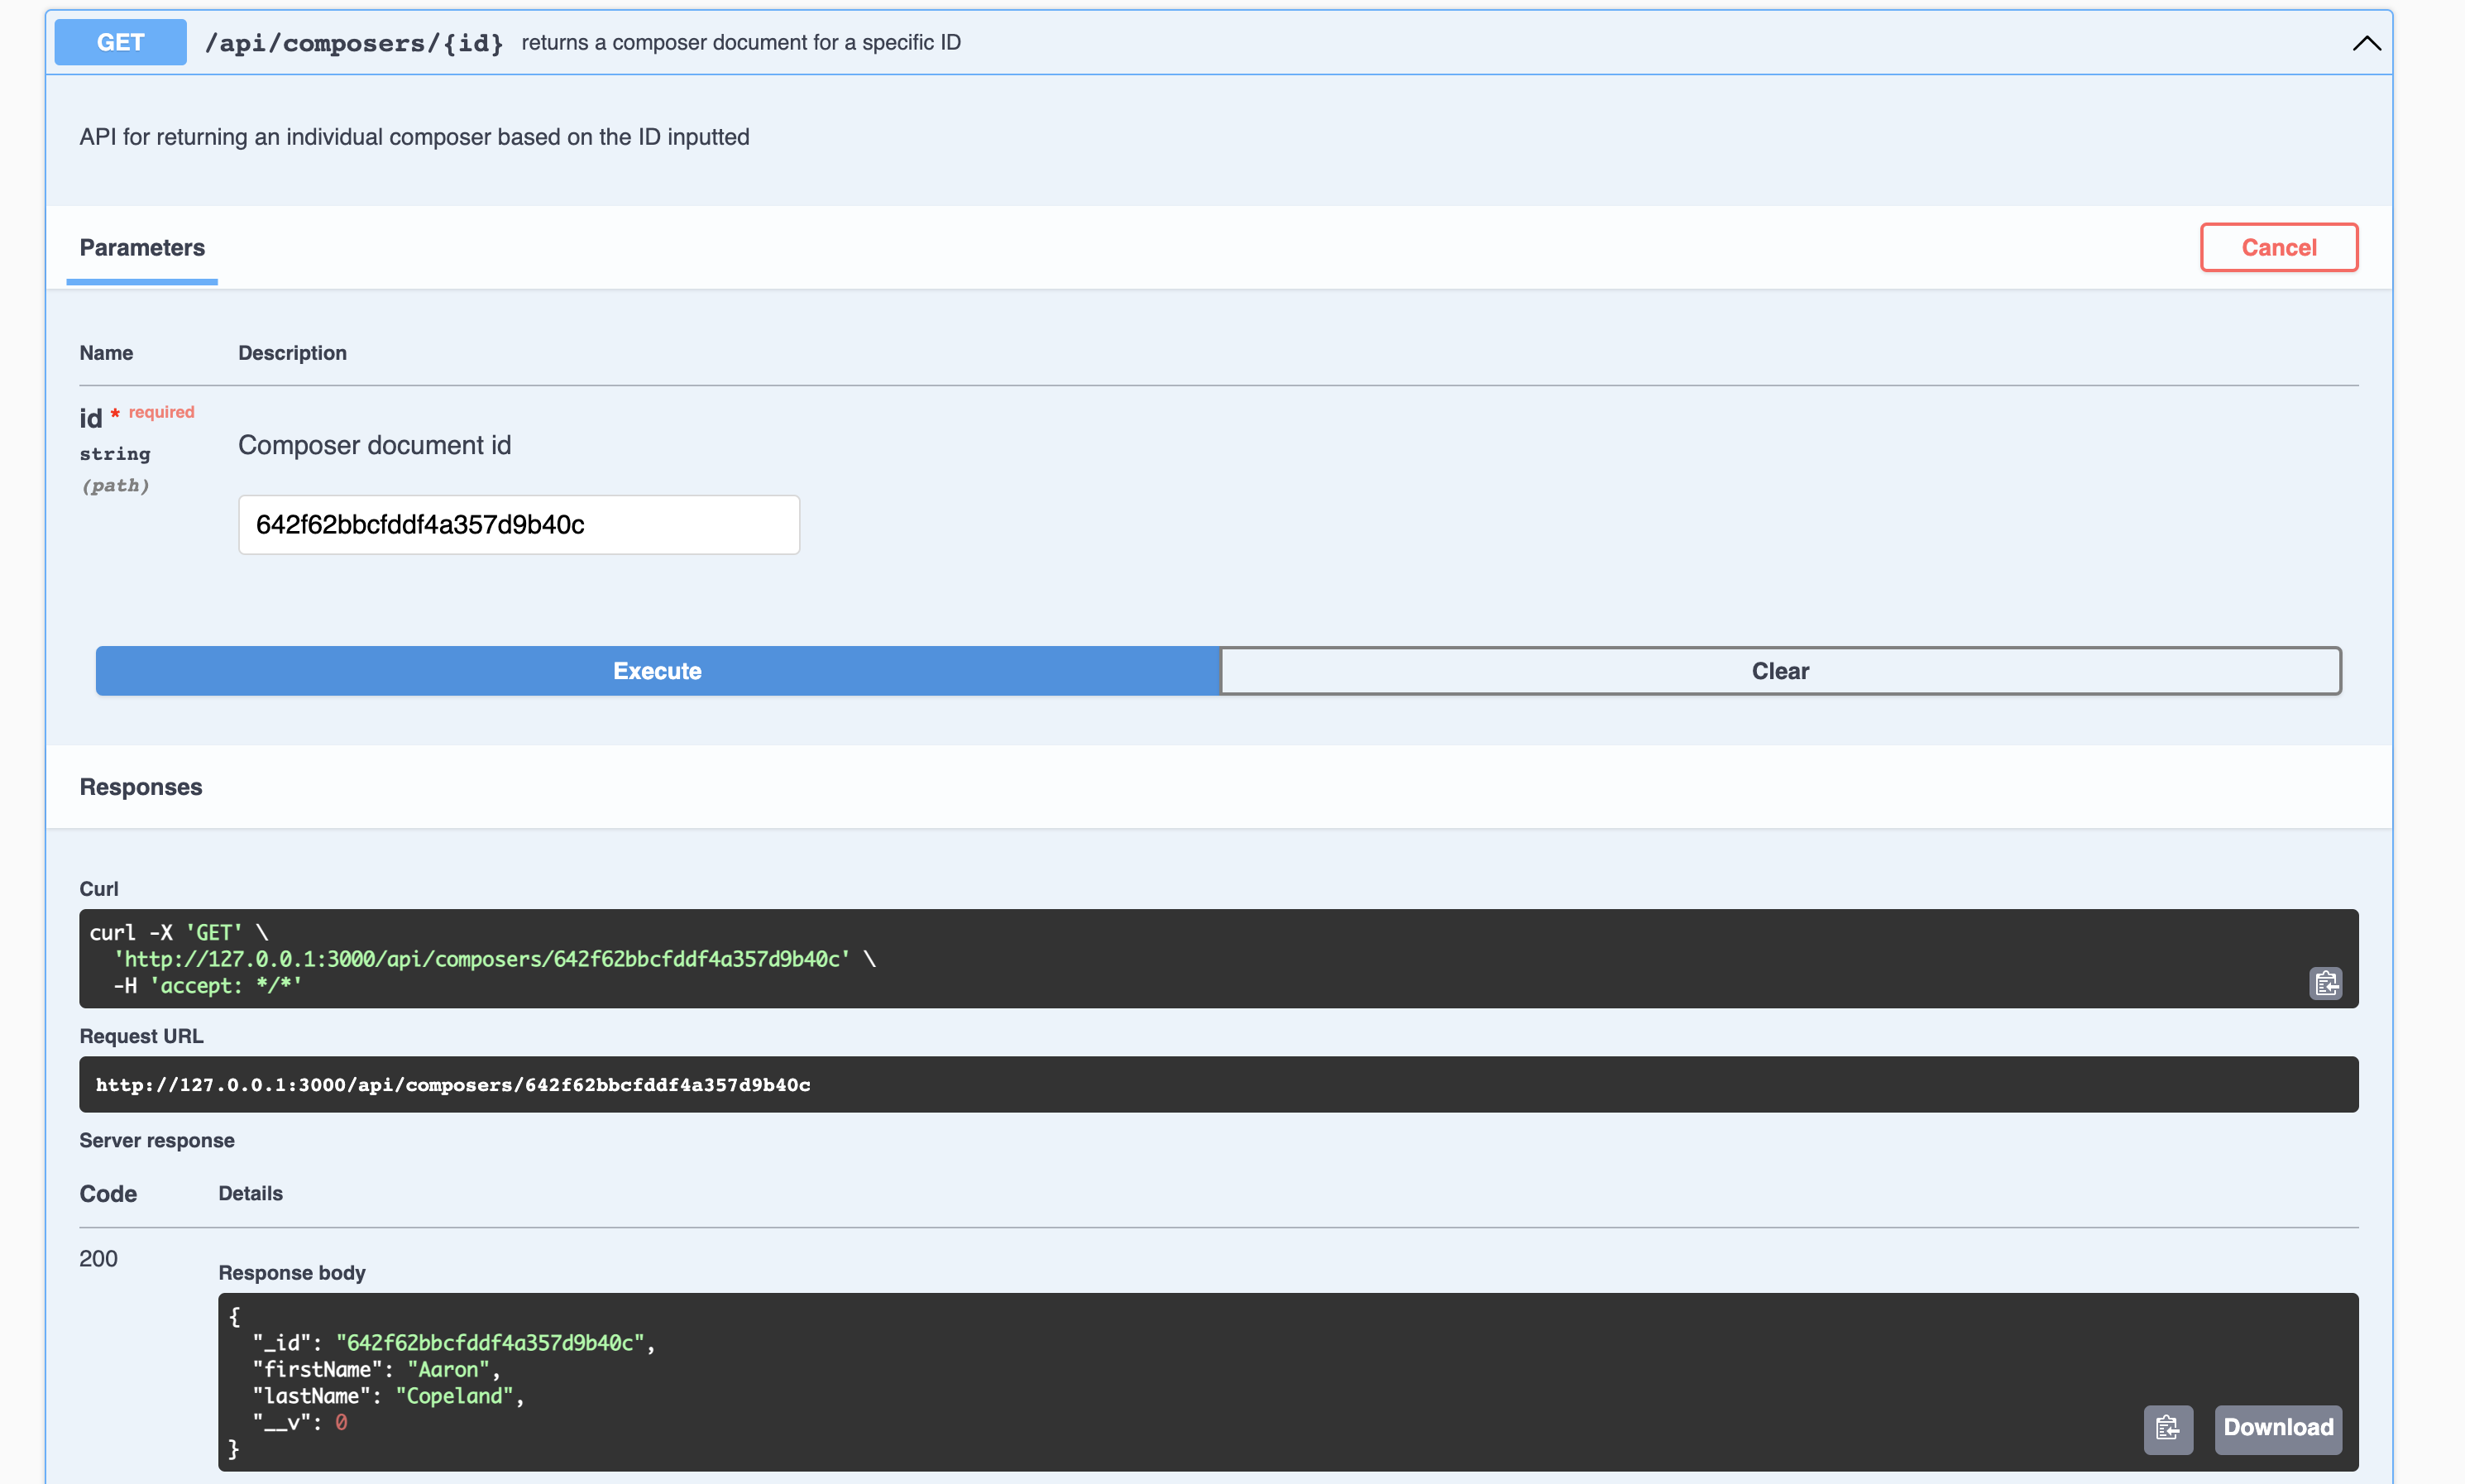 GET /api/composers/{id} returns a composer document for a specific ID
API for returning an individual composer based on the ID inputted
Parameters Cancel
Name Description
id * required
string
(path)
Composer document id
642f62bbcfddf4a357d9b40c
Execute Clear
Responses
Curl
curl -X 'GET' \
  'http://127.0.0.1:3000/api/composers/642f62bbcfddf4a357d9b40c' \
  -H 'accept: */*'
Request URL
http://127.0.0.1:3000/api/composers/642f62bbcfddf4a357d9b40c
Server response
Code Details
200
Response body
{
  "_id": "642f62bbcfddf4a357d9b40c",
  "firstName": "Aaron",
  "lastName": "Copeland",
  "__v": 0
}
Download